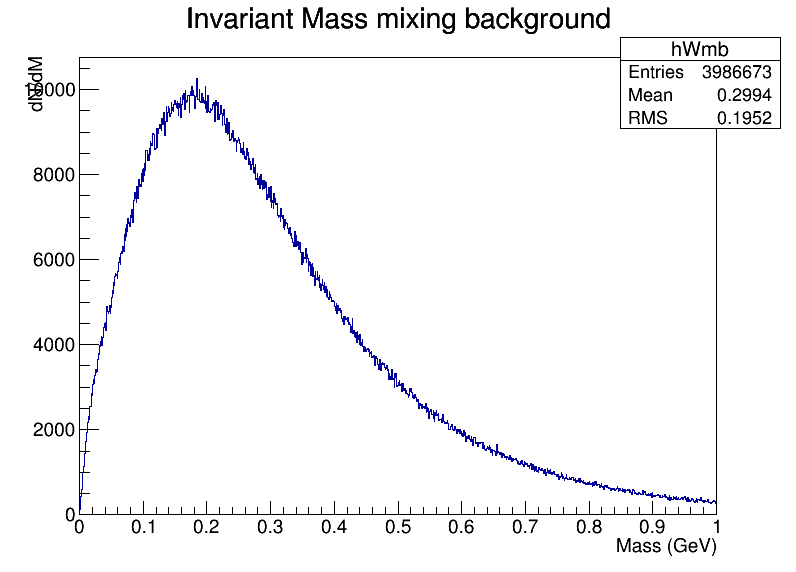 Invariant Mass mixing background
hWmb
Entries 3986673
Mean 0.2994
RMS 0.1952
dN/dM
10000
8000
6000
4000
2000
0
0 0.1 0.2 0.3 0.4 0.5 0.6 0.7 0.8 0.9 1
Mass (GeV)